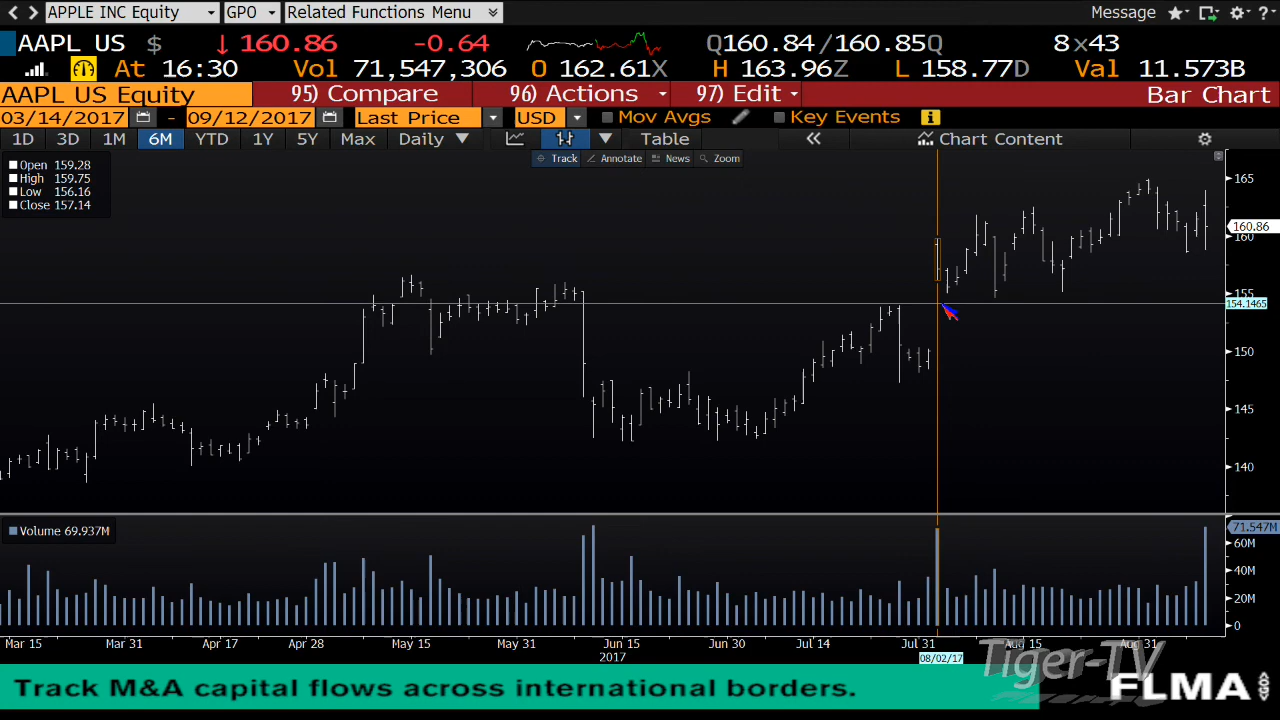 APPLE INC Equity GPO Related Functions Menu Message
AAPL US $ ↓160.86 -0.64 Q160.84/160.85Q 8x43
At 16:30 Vol 71,547,306 O 162.61X H 163.96Z L 158.77D Val 11.573B
AAPL US Equity 95) Compare 96) Actions 97) Edit Bar Chart
03/14/2017 - 09/12/2017 Last Price USD Mov Avgs Key Events
1D 3D 1M 6M YTD 1Y 5Y Max Daily Table « Chart Content
Track Annotate News Zoom
Open 159.28
High 159.75
Low 156.16
Close 157.14
165
160.86
160
155
154.1465
150
145
140
Volume 69.937M
71.547M
60M
40M
20M
0
Mar 15 Mar 31 Apr 17 Apr 28 May 15 May 31 Jun 15 Jun 30 Jul 14 Jul 31 Aug 15 Aug 31
2017
08/02/17
Tiger-TV
Track M&A capital flows across international borders.
FLMA